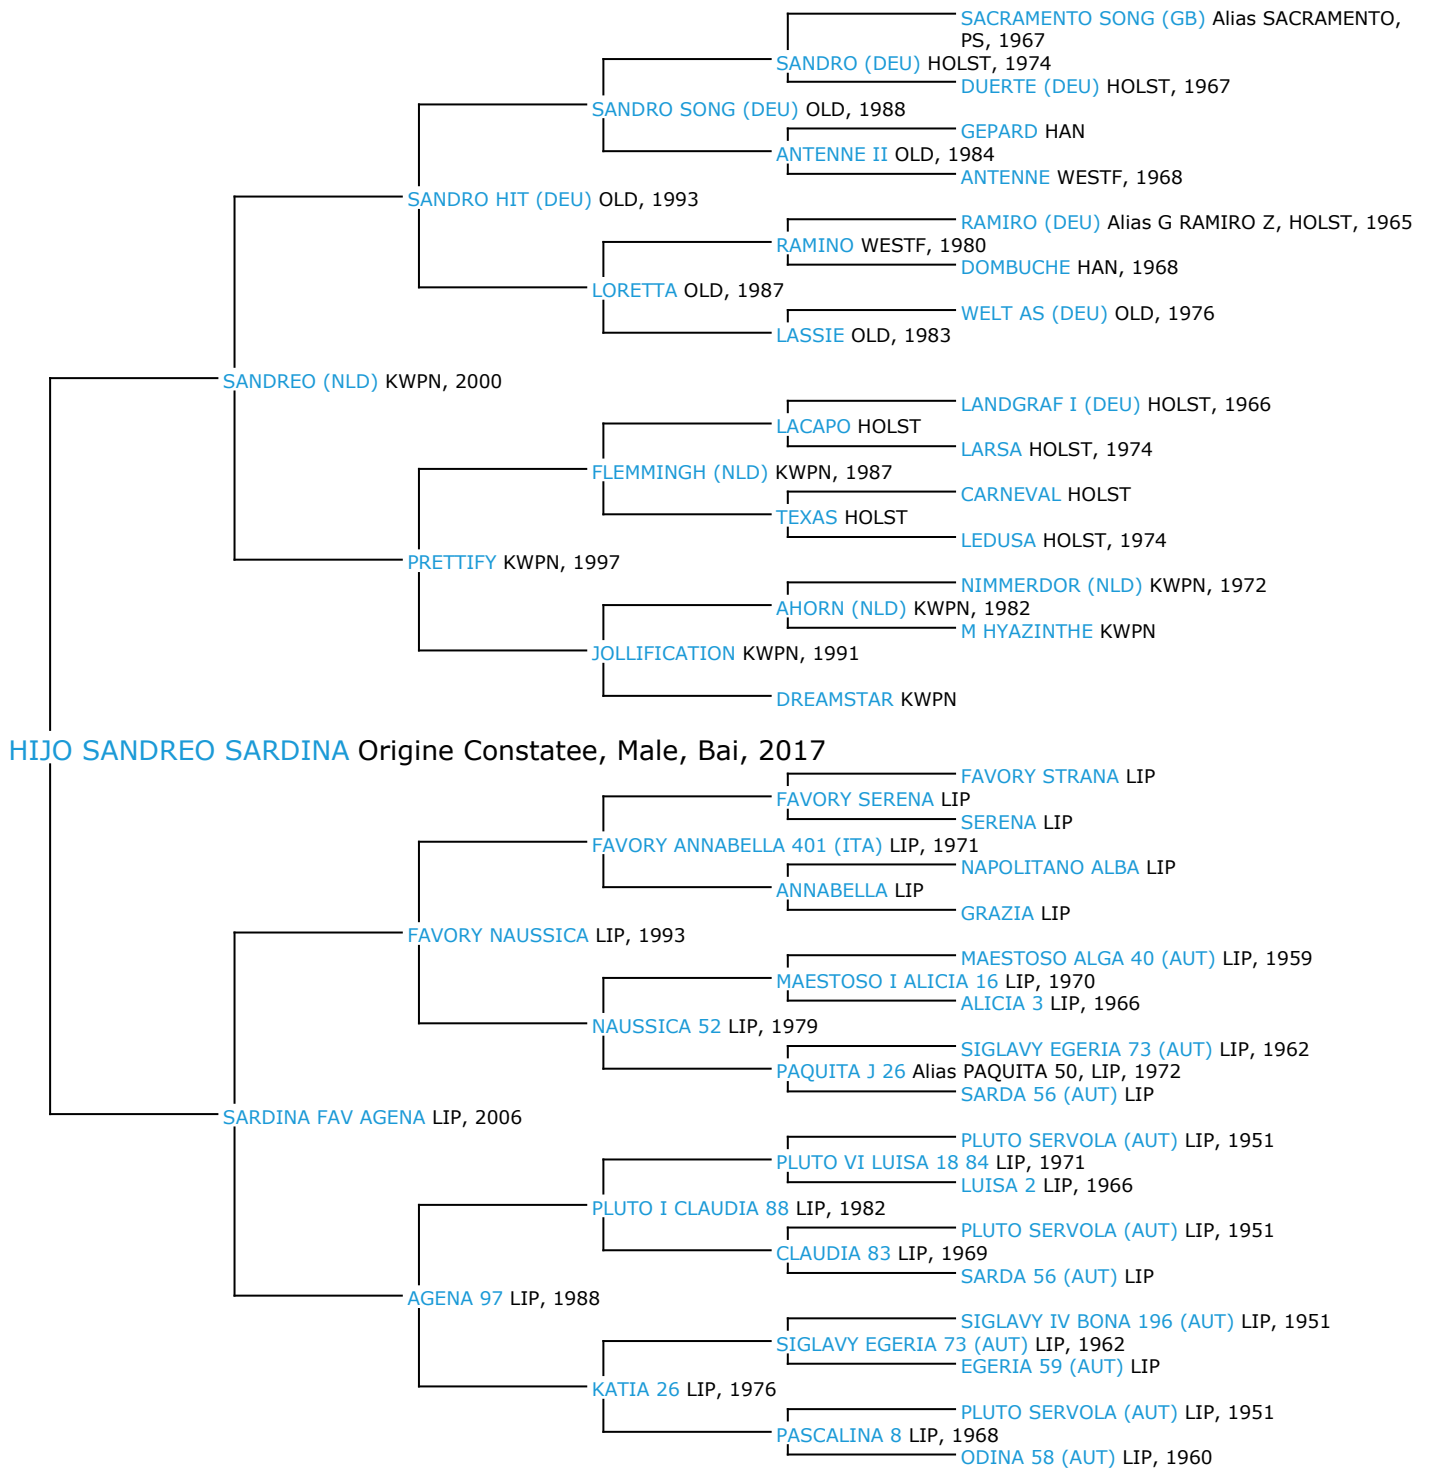 SACRAMENTO SONG (GB) Alias SACRAMENTO,
PS, 1967
SANDRO (DEU) HOLST, 1974
DUERTE (DEU) HOLST, 1967
SANDRO SONG (DEU) OLD, 1988
GEPARD HAN
ANTENNE II OLD, 1984
ANTENNE WESTF, 1968
SANDRO HIT (DEU) OLD, 1993
RAMIRO (DEU) Alias G RAMIRO Z, HOLST, 1965
RAMINO WESTF, 1980
DOMBUCHE HAN, 1968
LORETTA OLD, 1987
WELT AS (DEU) OLD, 1976
LASSIE OLD, 1983
SANDREO (NLD) KWPN, 2000
LANDGRAF I (DEU) HOLST, 1966
LACAPO HOLST
LARSA HOLST, 1974
FLEMMINGH (NLD) KWPN, 1987
CARNEVAL HOLST
TEXAS HOLST
LEDUSA HOLST, 1974
PRETTIFY KWPN, 1997
NIMMERDOR (NLD) KWPN, 1972
AHORN (NLD) KWPN, 1982
M HYAZINTHE KWPN
JOLLIFICATION KWPN, 1991
DREAMSTAR KWPN
HIJO SANDREO SARDINA Origine Constatee, Male, Bai, 2017
FAVORY STRANA LIP
FAVORY SERENA LIP
SERENA LIP
FAVORY ANNABELLA 401 (ITA) LIP, 1971
NAPOLITANO ALBA LIP
ANNABELLA LIP
GRAZIA LIP
FAVORY NAUSSICA LIP, 1993
MAESTOSO ALGA 40 (AUT) LIP, 1959
MAESTOSO I ALICIA 16 LIP, 1970
ALICIA 3 LIP, 1966
NAUSSICA 52 LIP, 1979
SIGLAVY EGERIA 73 (AUT) LIP, 1962
PAQUITA J 26 Alias PAQUITA 50, LIP, 1972
SARDA 56 (AUT) LIP
SARDINA FAV AGENA LIP, 2006
PLUTO SERVOLA (AUT) LIP, 1951
PLUTO VI LUISA 18 84 LIP, 1971
LUISA 2 LIP, 1966
PLUTO I CLAUDIA 88 LIP, 1982
PLUTO SERVOLA (AUT) LIP, 1951
CLAUDIA 83 LIP, 1969
SARDA 56 (AUT) LIP
AGENA 97 LIP, 1988
SIGLAVY IV BONA 196 (AUT) LIP, 1951
SIGLAVY EGERIA 73 (AUT) LIP, 1962
EGERIA 59 (AUT) LIP
KATIA 26 LIP, 1976
PLUTO SERVOLA (AUT) LIP, 1951
PASCALINA 8 LIP, 1968
ODINA 58 (AUT) LIP, 1960